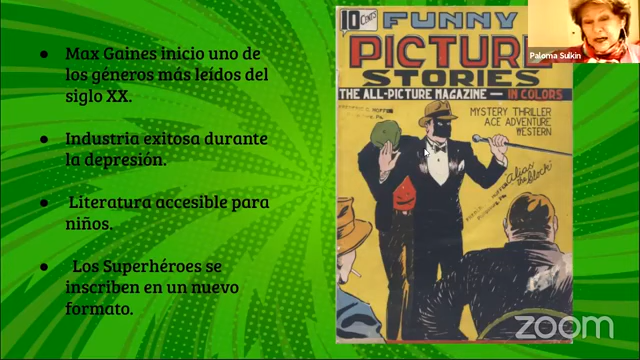 ● Max Gaines inicio uno de
los géneros más leídos del
siglo XX.
● Industria exitosa durante
la depresión.
● Literatura accesible para
niños.
● Los Superhéroes se
inscriben en un nuevo
formato.
10 CENTS FUNNY
PICTURE
STORIES
THE ALL-PICTURE MAGAZINE — IN COLORS
MYSTERY THRILLER
ACE ADVENTURE
WESTERN
Paloma Sulkin
zoom